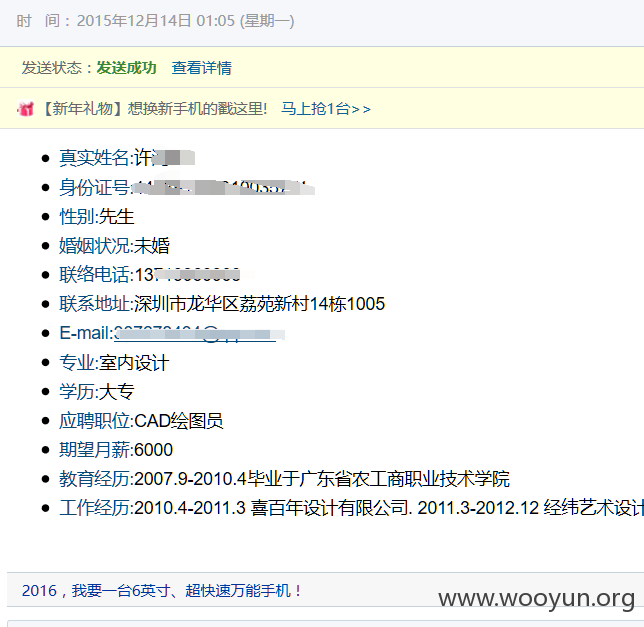 时 间：2015年12月14日 01:05 (星期一)
发送状态：发送成功 查看详情
【新年礼物】想换新手机的戳这里! 马上抢1台>>
真实姓名:许
身份证号:
性别:先生
婚姻状况:未婚
联络电话:13
联系地址:深圳市龙华区荔苑新村14栋1005
E-mail:
专业:室内设计
学历:大专
应聘职位:CAD绘图员
期望月薪:6000
教育经历:2007.9-2010.4毕业于广东省农工商职业技术学院
工作经历:2010.4-2011.3 喜百年设计有限公司. 2011.3-2012.12 经纬艺术设计
2016，我要一台6英寸、超快速万能手机！
www.wooyun.org